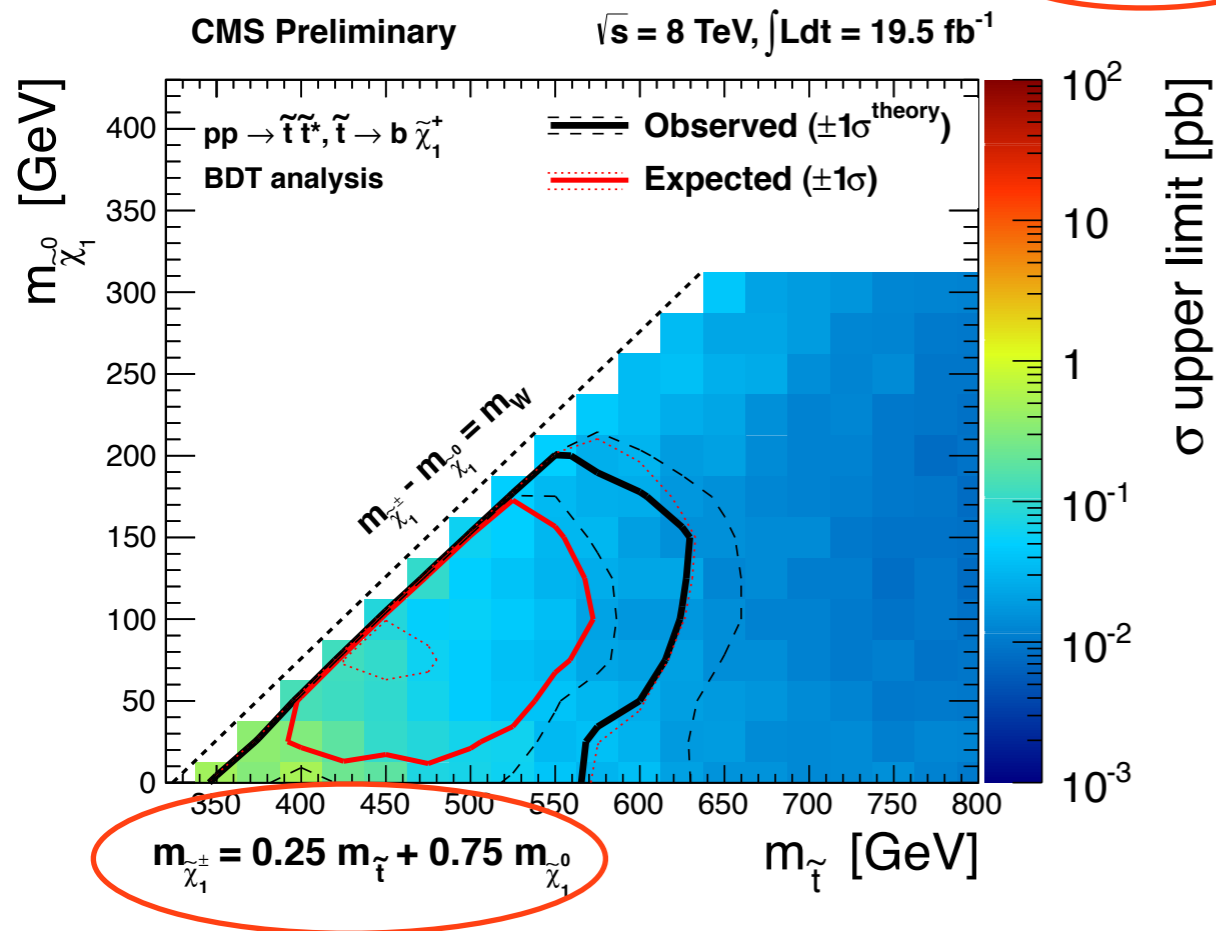 CMS Preliminary √s = 8 TeV, ∫Ldt = 19.5 fb⁻¹
pp → t̃ t̃*, t̃ → b χ̃₁⁺
BDT analysis
Observed (±1σ^theory)
Expected (±1σ)
m_χ̃₁⁰ [GeV]
400
350
300
250
200
150
100
50
0
m_χ̃₁± - m_χ̃₁⁰ = m_W
350 400 450 500 550 600 650 700 750 800
m_t̃ [GeV]
m_χ̃₁± = 0.25 m_t̃ + 0.75 m_χ̃₁⁰
10²
10
1
10⁻¹
10⁻²
10⁻³
σ upper limit [pb]